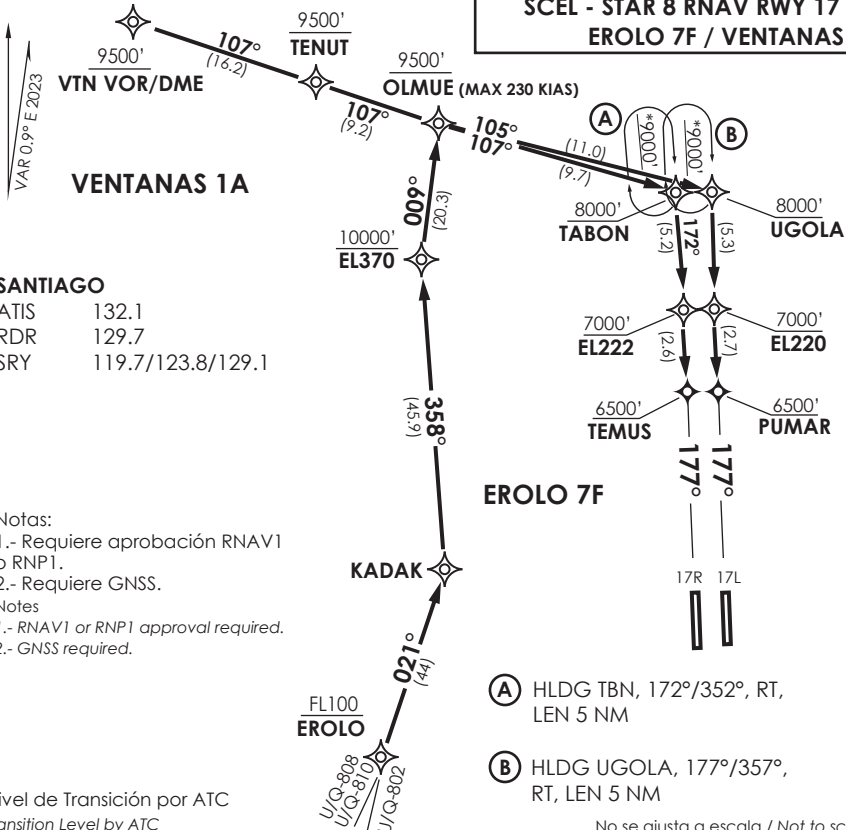 SCEL - STAR 8 RNAV RWY 17
EROLO 7F / VENTANAS
9500'
VTN VOR/DME
107°
(16.2)
9500'
TENUT
107°
(9.2)
9500'
OLMUE (MAX 230 KIAS)
105°
107°
(11.0)
(9.7)
A
*9000'
*9000'
B
VAR 0.9° E 2023
VENTANAS 1A
009°
(20.3)
8000'
TABON
8000'
UGOLA
172°
(5.2)
(5.3)
10000'
EL370
SANTIAGO
ATIS 132.1
RDR 129.7
SRY 119.7/123.8/129.1
7000'
EL222
7000'
EL220
(2.6)
(2.7)
6500'
TEMUS
6500'
PUMAR
358°
(45.9)
177°
177°
EROLO 7F
Notas:
1.- Requiere aprobación RNAV1
o RNP1.
2.- Requiere GNSS.
Notes
1.- RNAV1 or RNP1 approval required.
2.- GNSS required.
KADAK
17R 17L
021°
(44)
FL100
EROLO
A HLDG TBN, 172°/352°, RT,
LEN 5 NM
B HLDG UGOLA, 177°/357°,
RT, LEN 5 NM
U/Q-808
U/Q-810
U/Q-802
ivel de Transición por ATC
ansition Level by ATC
No se ajusta a escala / Not to sc